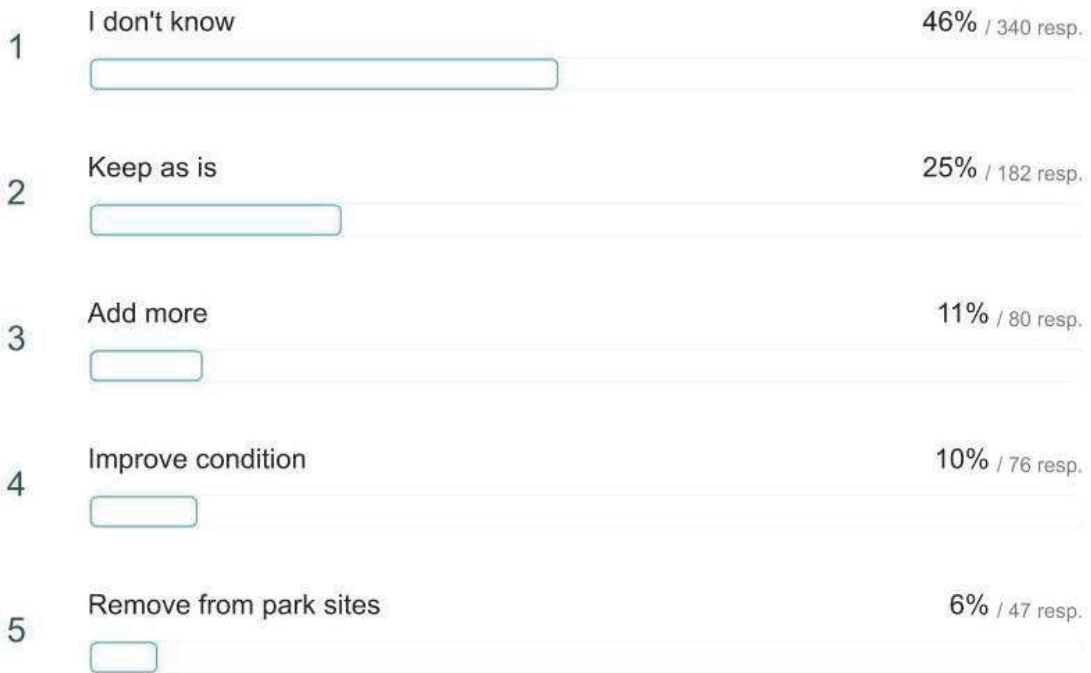 1 I don't know 46% / 340 resp.
2 Keep as is 25% / 182 resp.
3 Add more 11% / 80 resp.
4 Improve condition 10% / 76 resp.
5 Remove from park sites 6% / 47 resp.